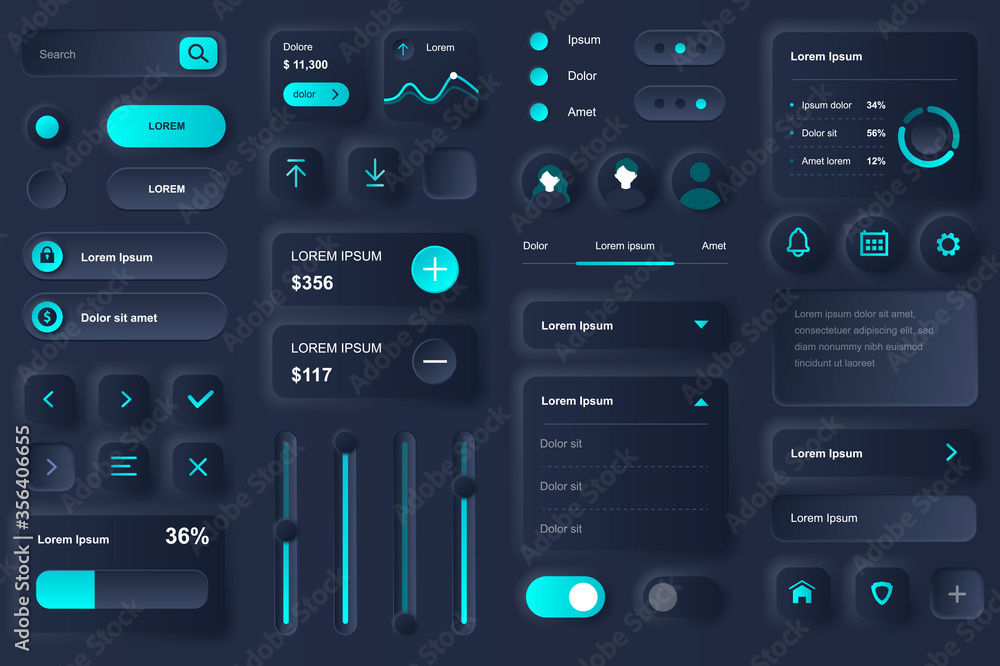 Search
LOREM
LOREM
Lorem Ipsum
Dolor sit amet
Lorem Ipsum 36%
Dolore
$ 11,300
dolor
Lorem
LOREM IPSUM
$356
LOREM IPSUM
$117
Ipsum
Dolor
Amet
Dolor Lorem ipsum Amet
Lorem Ipsum
Lorem Ipsum
Dolor sit
Dolor sit
Dolor sit
Lorem Ipsum
Ipsum dolor 34%
Dolor sit 56%
Amet lorem 12%
Lorem ipsum dolor sit amet,
consectetuer adipiscing elit, sed
diam nonummy nibh euismod
tincidunt ut laoreet
Lorem Ipsum
Lorem Ipsum
Adobe Stock | #356406655